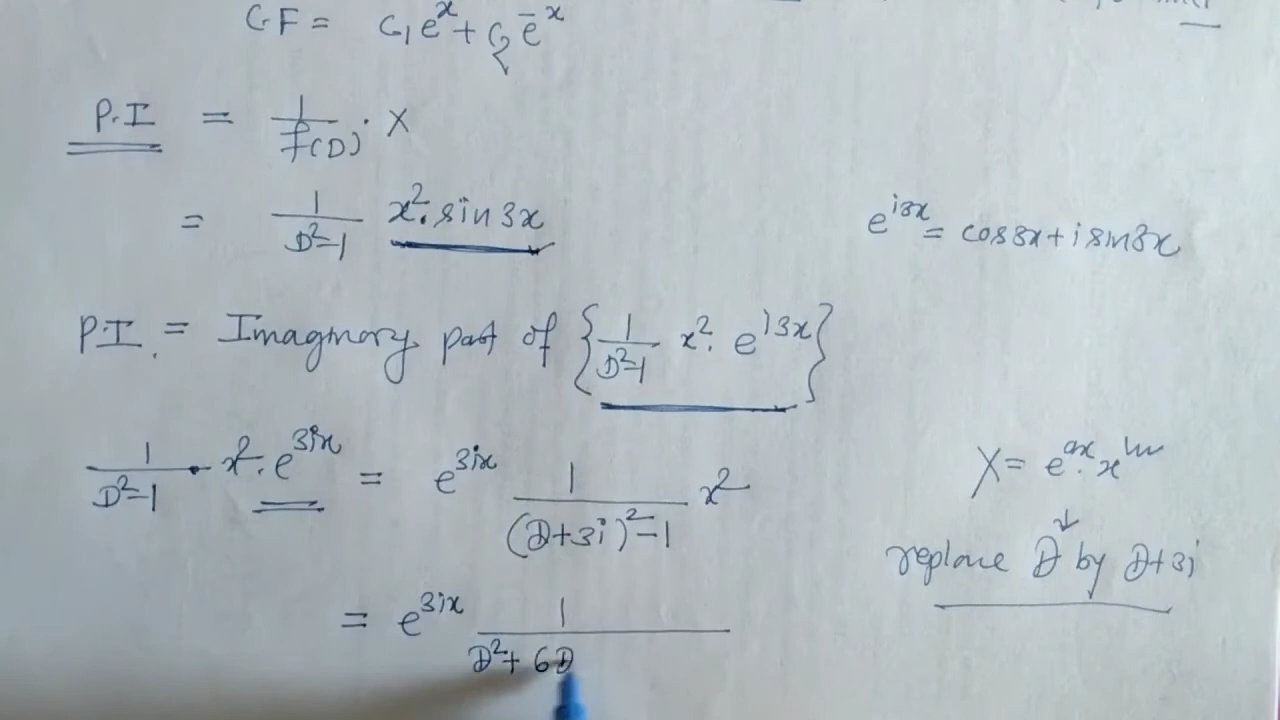 CF = C₁eˣ + C₂e⁻ˣ
P.I = 1/f(D) · X
= 1/(D²-1) x². sin 3x
e^{i3x} = cos3x + i sin3x
P.I. = Imaginary part of { 1/(D²-1) x². e^{i3x} }
1/(D²-1) · x². e^{3ix} = e^{3ix} 1/((D+3i)²-1) x²
X = e^{ax}. x^m
replace D by D+3i
= e^{3ix} 1/(D²+6D